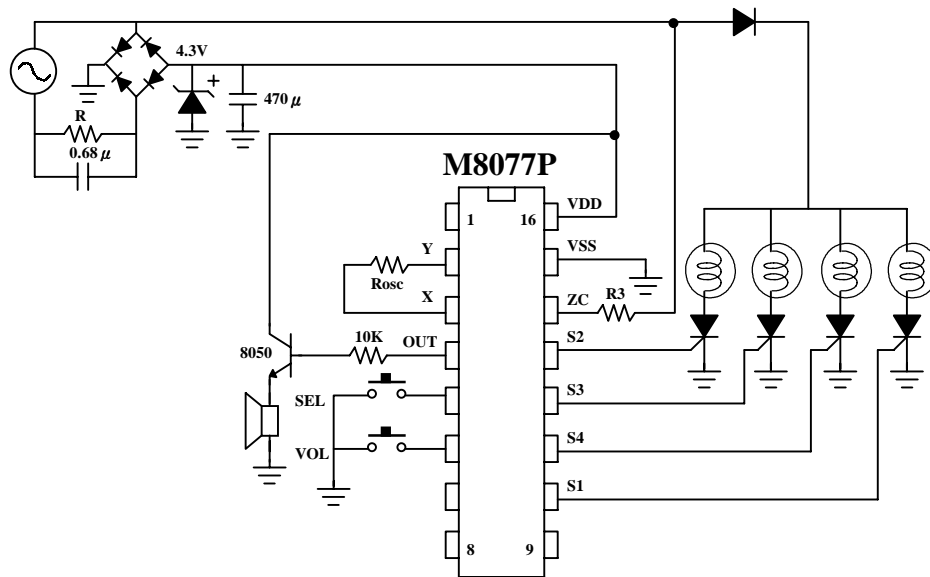 4.3V
+
470μ
R
0.68μ
M8077P
1
16
VDD
Y
VSS
Rosc
X
ZC
R3
10K
OUT
S2
8050
SEL
S3
VOL
S4
S1
8
9